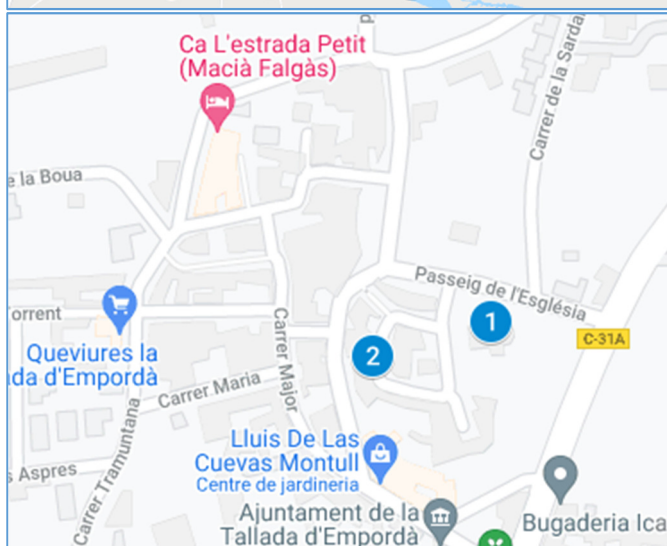 Ca L'estrada Petit
(Macià Falgàs)
Carrer de la Sardan
e la Boua
Passeig de l'Església
1
C-31A
orrent
2
Queviures la
ada d'Empordà
Carrer Major
Carrer Maria
Carrer Tramuntana
s Aspres
Lluis De Las
Cuevas Montull
Centre de jardineria
Ajuntament de la
Tallada d'Empordà
Bugaderia Ica